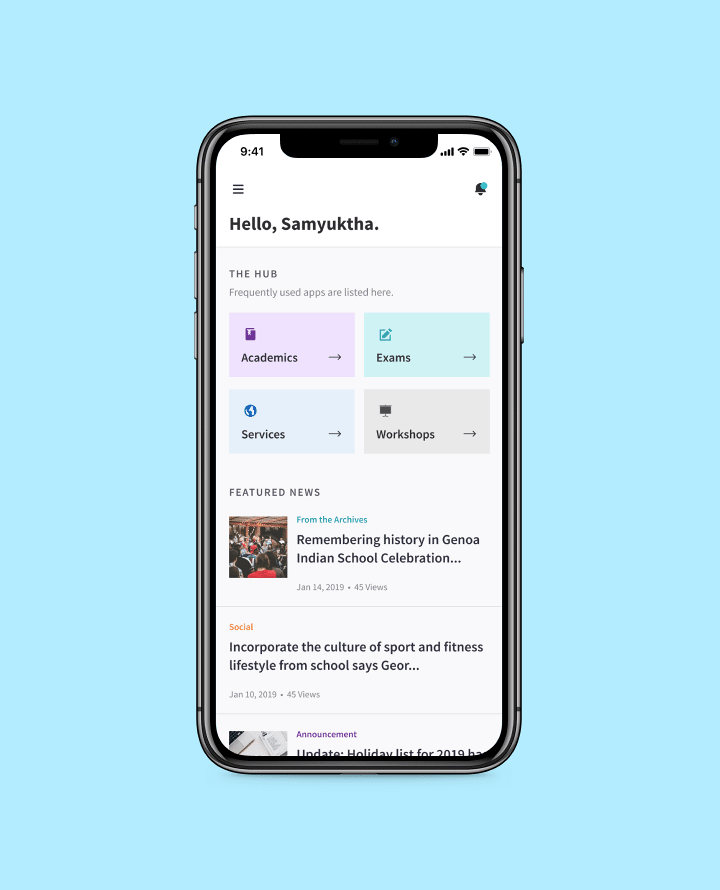 9:41
Hello, Samyuktha.
THE HUB
Frequently used apps are listed here.
Academics
Exams
Services
Workshops
FEATURED NEWS
From the Archives
Remembering history in Genoa
Indian School Celebration...
Jan 14, 2019 • 45 Views
Social
Incorporate the culture of sport and fitness
lifestyle from school says Geor...
Jan 10, 2019 • 45 Views
Announcement
Update: Holiday list for 2019 ha